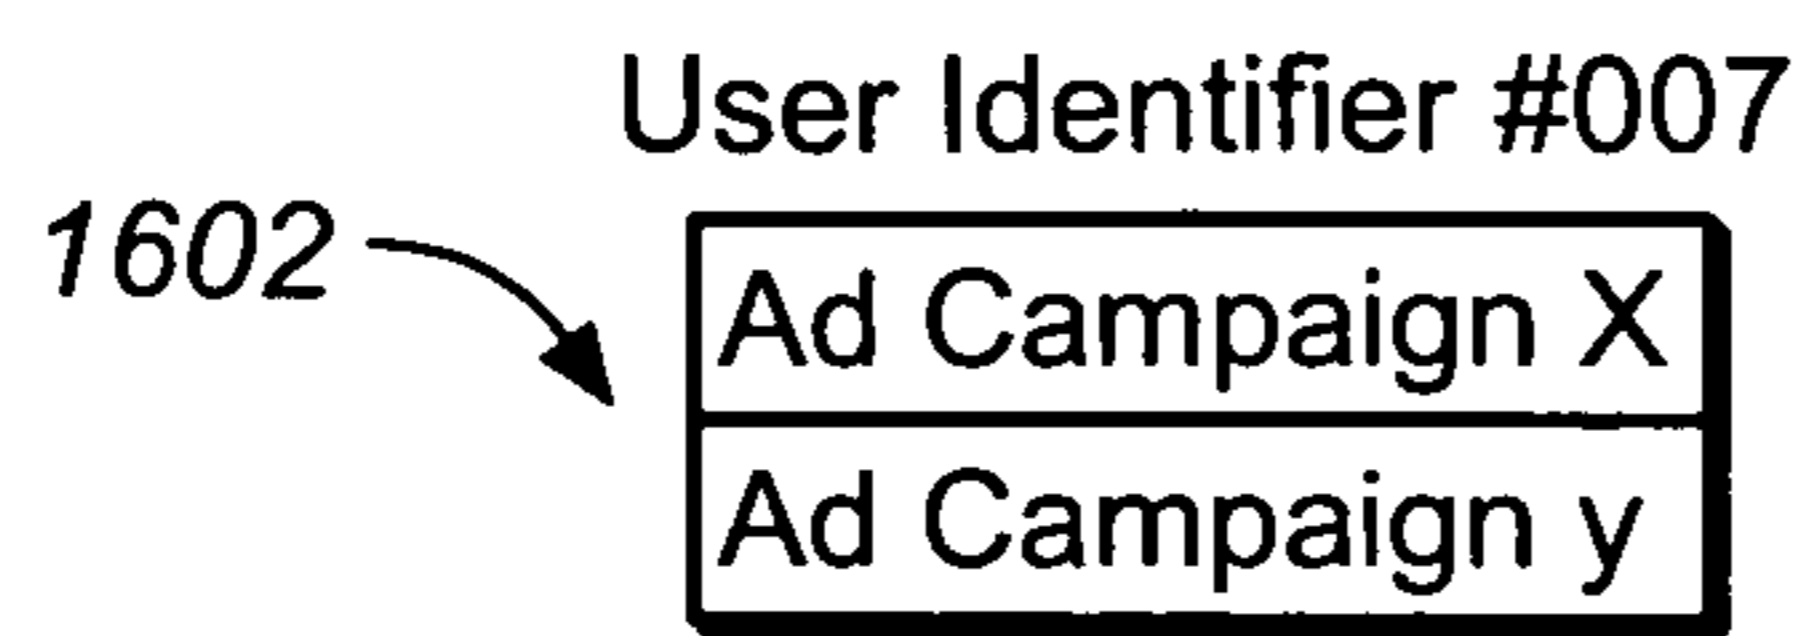 User Identifier #007
1602
Ad Campaign X
Ad Campaign y